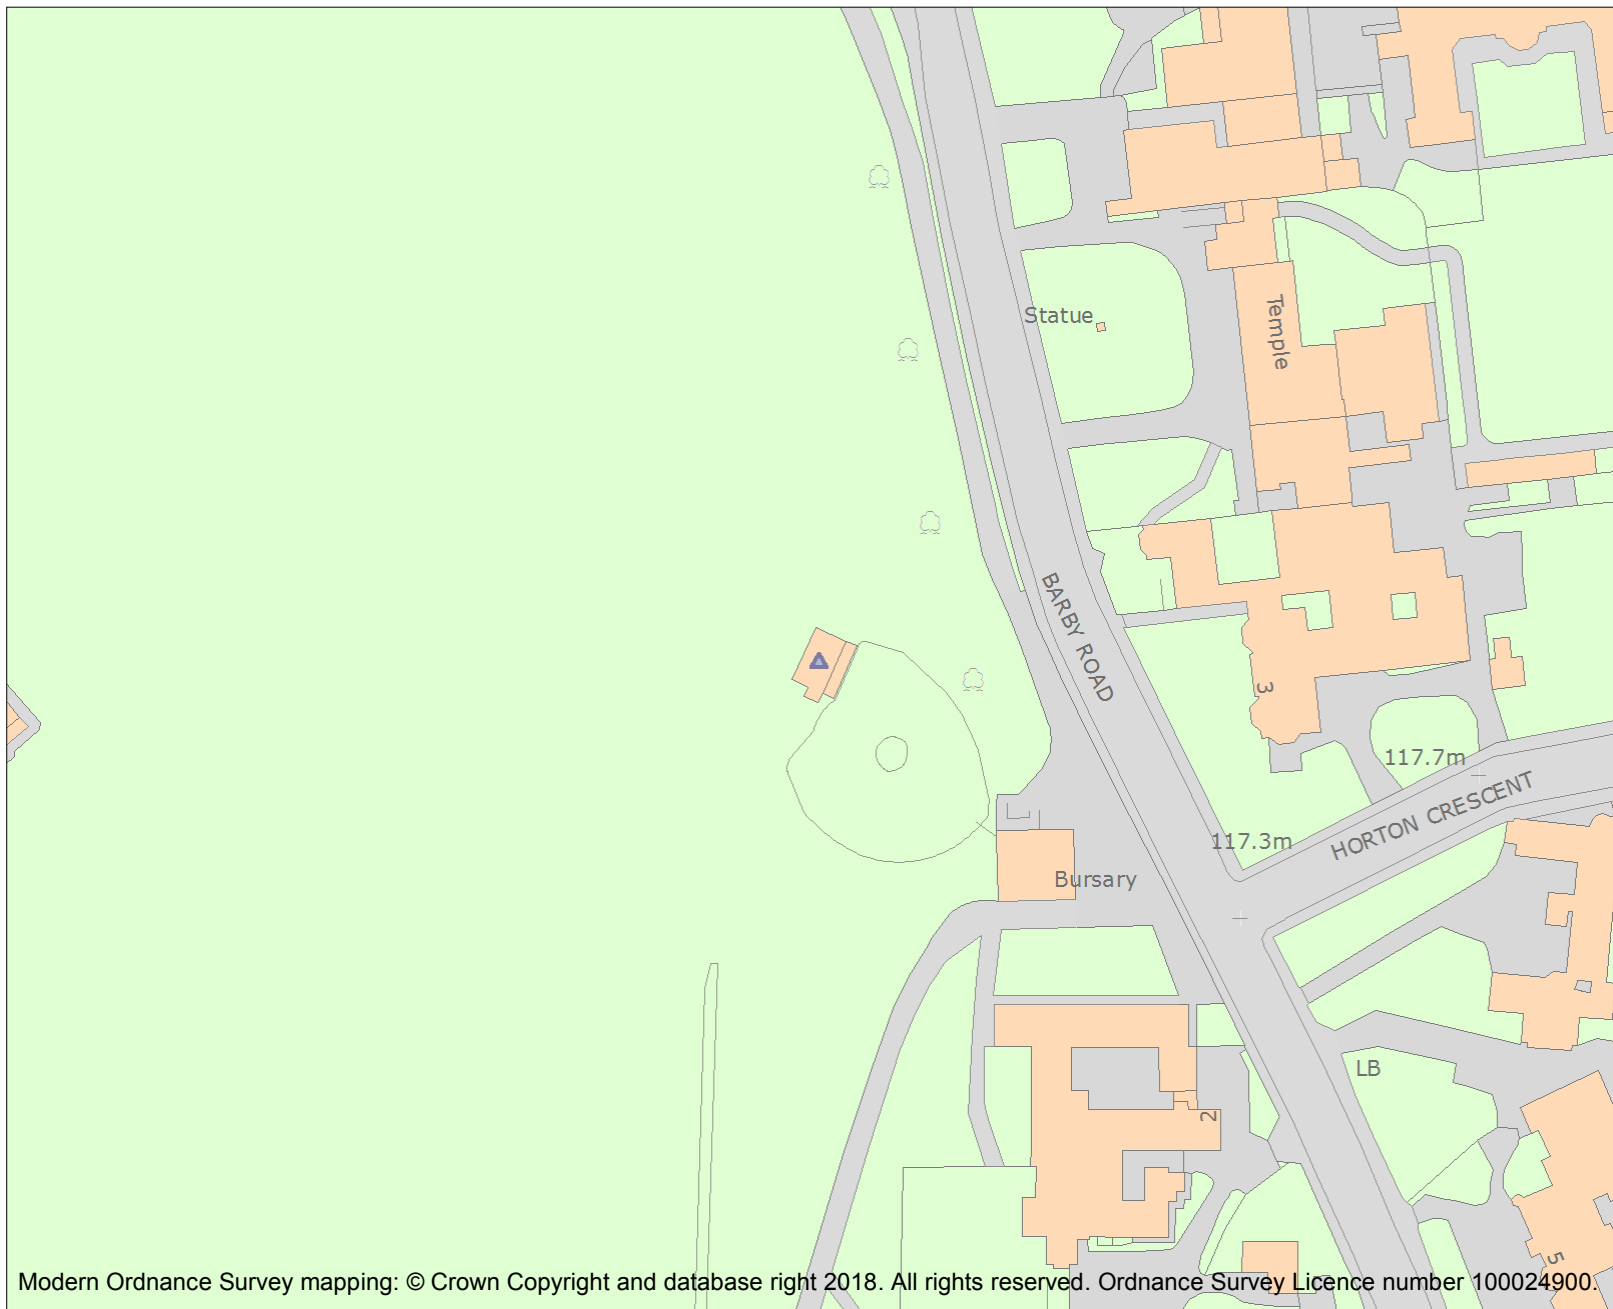 Statue
Temple
BARBY ROAD
3
117.7m
HORTON CRESCENT
117.3m
Bursary
LB
2
5
Modern Ordnance Survey mapping: © Crown Copyright and database right 2018. All rights reserved. Ordnance Survey Licence number 100024900.